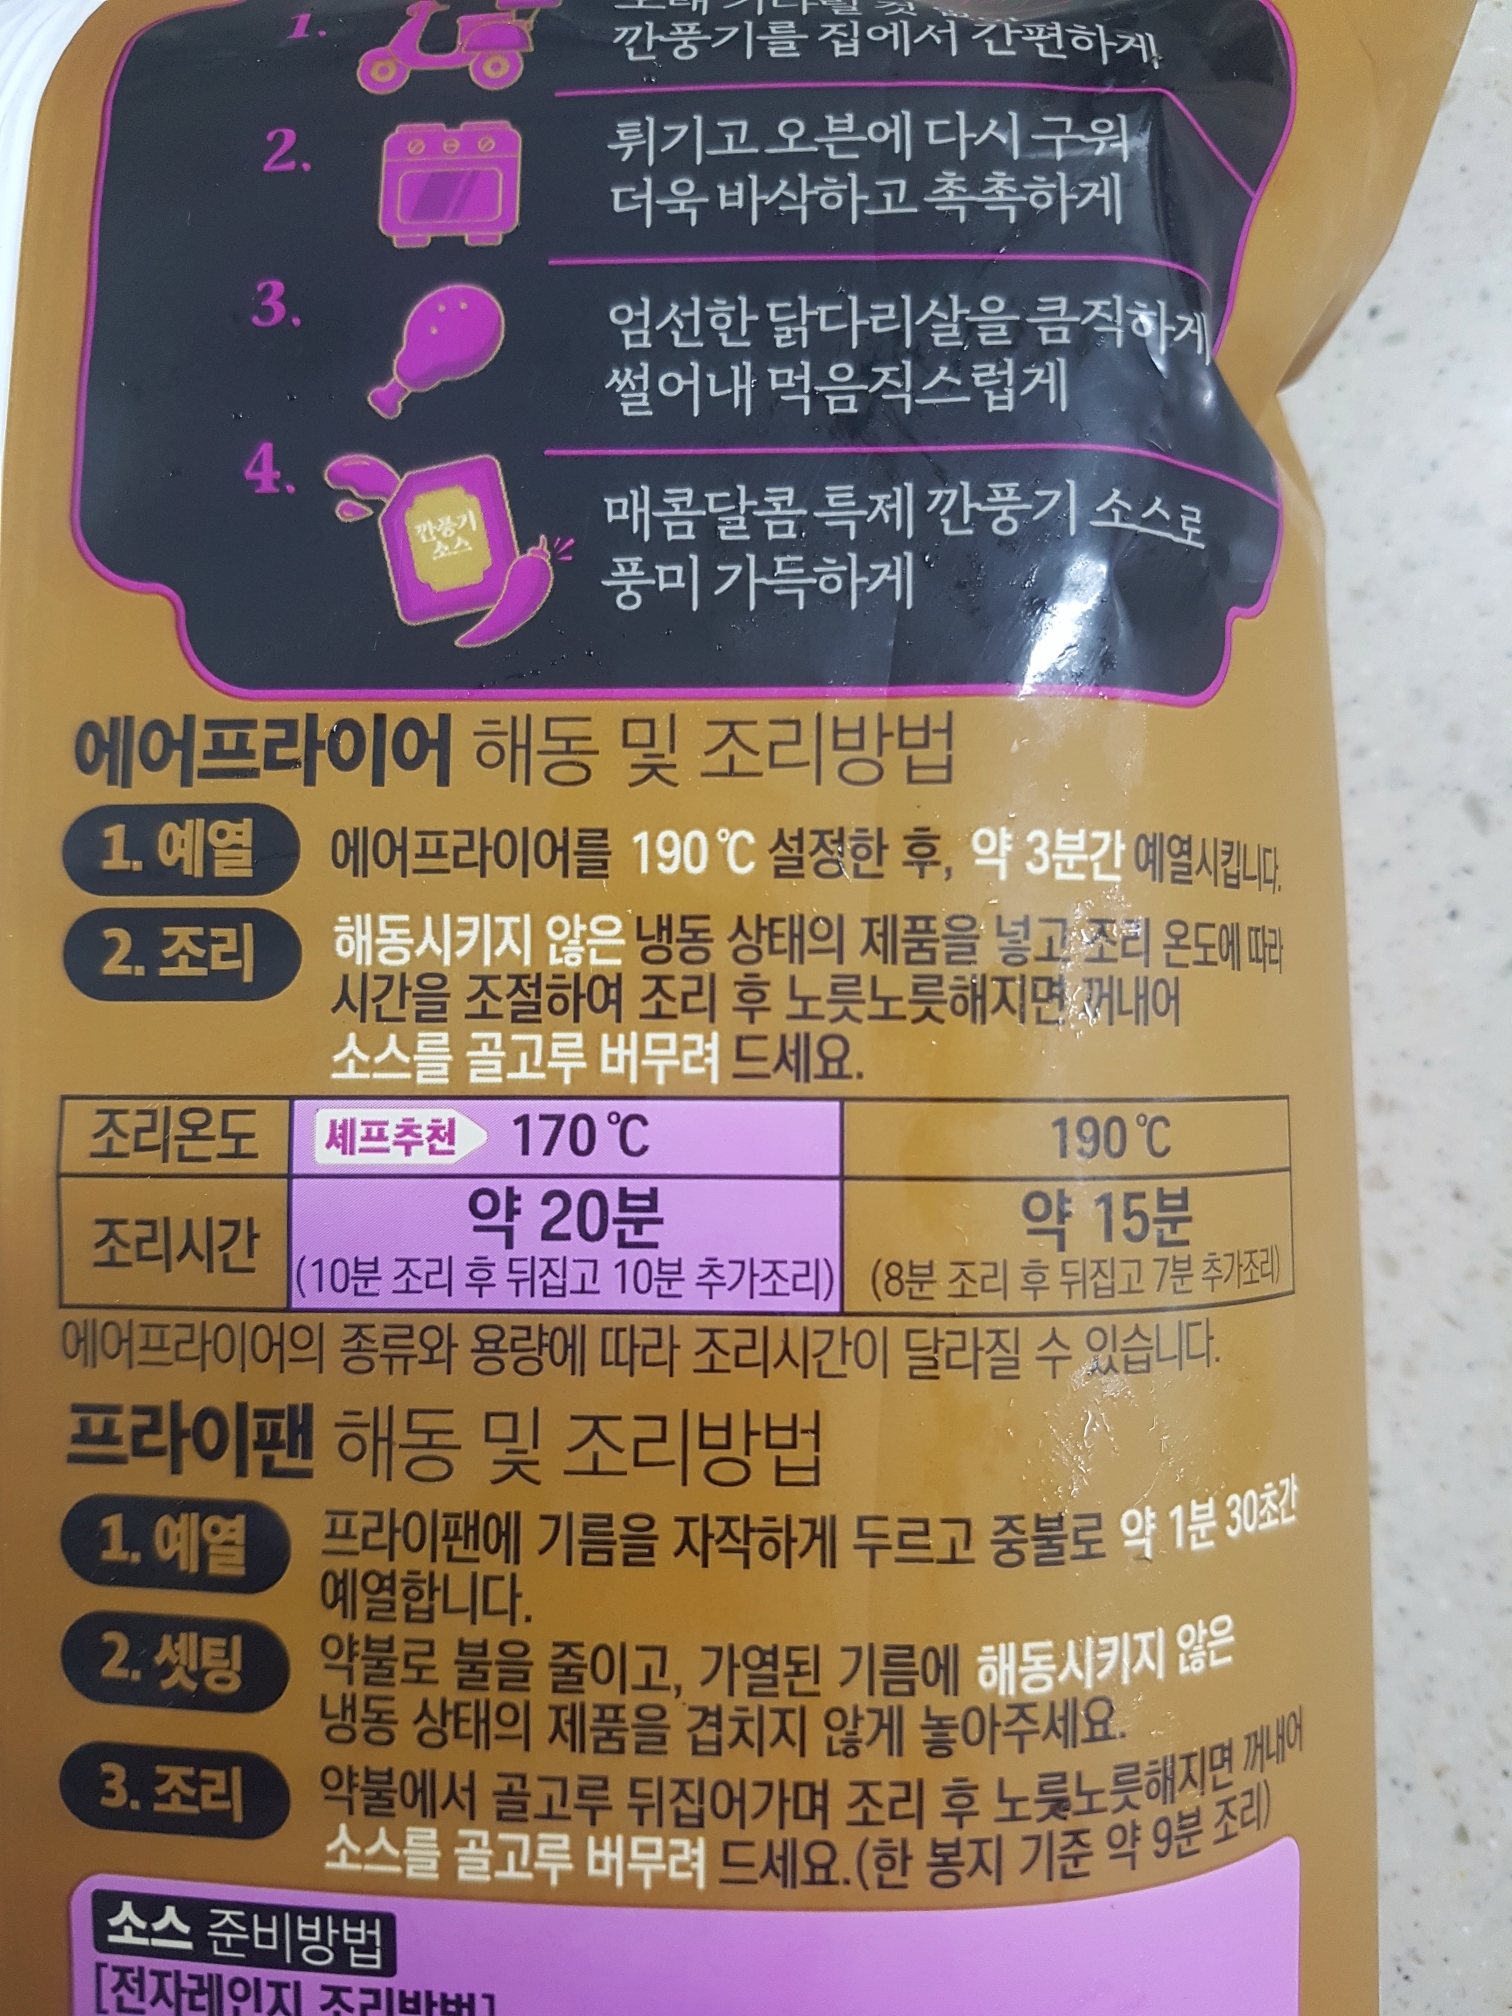 1.
깐풍기를 집에서 간편하게!
2.
튀기고 오븐에 다시 구워
더욱 바삭하고 촉촉하게
3.
엄선한 닭다리살을 큼직하게
썰어내 먹음직스럽게
4.
깐풍기
소스
매콤달콤 특제 깐풍기 소스로
풍미 가득하게
에어프라이어 해동 및 조리방법
1. 예열 에어프라이어를 190℃ 설정한 후, 약 3분간 예열시킵니다.
2. 조리 해동시키지 않은 냉동 상태의 제품을 넣고 조리 온도에 따라
시간을 조절하여 조리 후 노릇노릇해지면 꺼내어
소스를 골고루 버무려 드세요.
조리온도 셰프추천 170℃ 190℃
조리시간 약 20분 약 15분
(10분 조리 후 뒤집고 10분 추가조리) (8분 조리 후 뒤집고 7분 추가조리)
에어프라이어의 종류와 용량에 따라 조리시간이 달라질 수 있습니다.
프라이팬 해동 및 조리방법
1. 예열 프라이팬에 기름을 자작하게 두르고 중불로 약 1분 30초간
예열합니다.
2. 셋팅 약불로 불을 줄이고, 가열된 기름에 해동시키지 않은
냉동 상태의 제품을 겹치지 않게 놓아주세요.
3. 조리 약불에서 골고루 뒤집어가며 조리 후 노릇노릇해지면 꺼내어
소스를 골고루 버무려 드세요.(한 봉지 기준 약 9분 조리)
소스 준비방법
[전자레인지 조리방법]